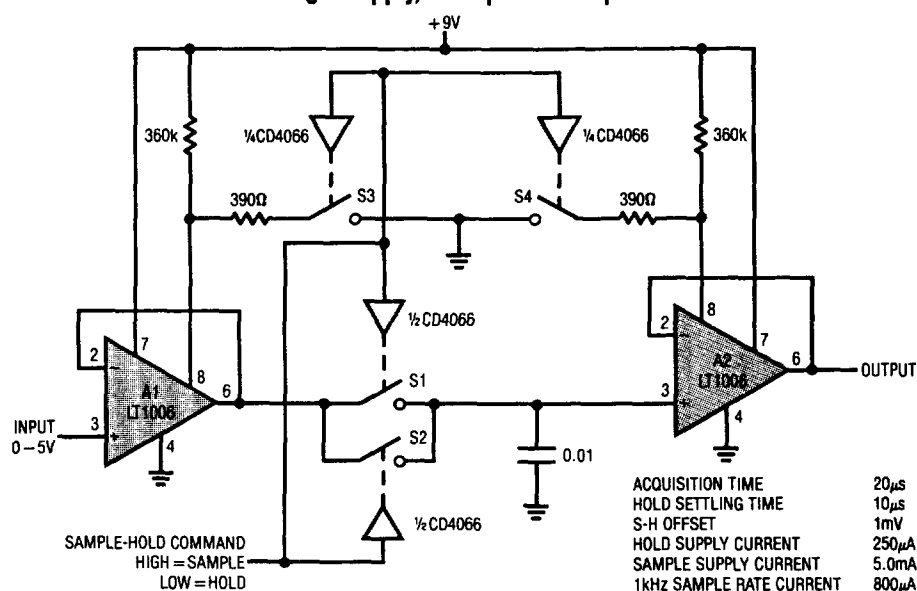 +9V
360k
¼CD4066
¼CD4066
360k
390Ω
S3
S4
390Ω
½CD4066
2
7
8
6
A1
LT1006
3
4
INPUT
0–5V
S1
S2
0.01
½CD4066
2
8
7
6
A2
LT1006
3
4
OUTPUT
SAMPLE-HOLD COMMAND
HIGH = SAMPLE
LOW = HOLD
ACQUISITION TIME 20µs
HOLD SETTLING TIME 10µs
S-H OFFSET 1mV
HOLD SUPPLY CURRENT 250µA
SAMPLE SUPPLY CURRENT 5.0mA
1kHz SAMPLE RATE CURRENT 800µA